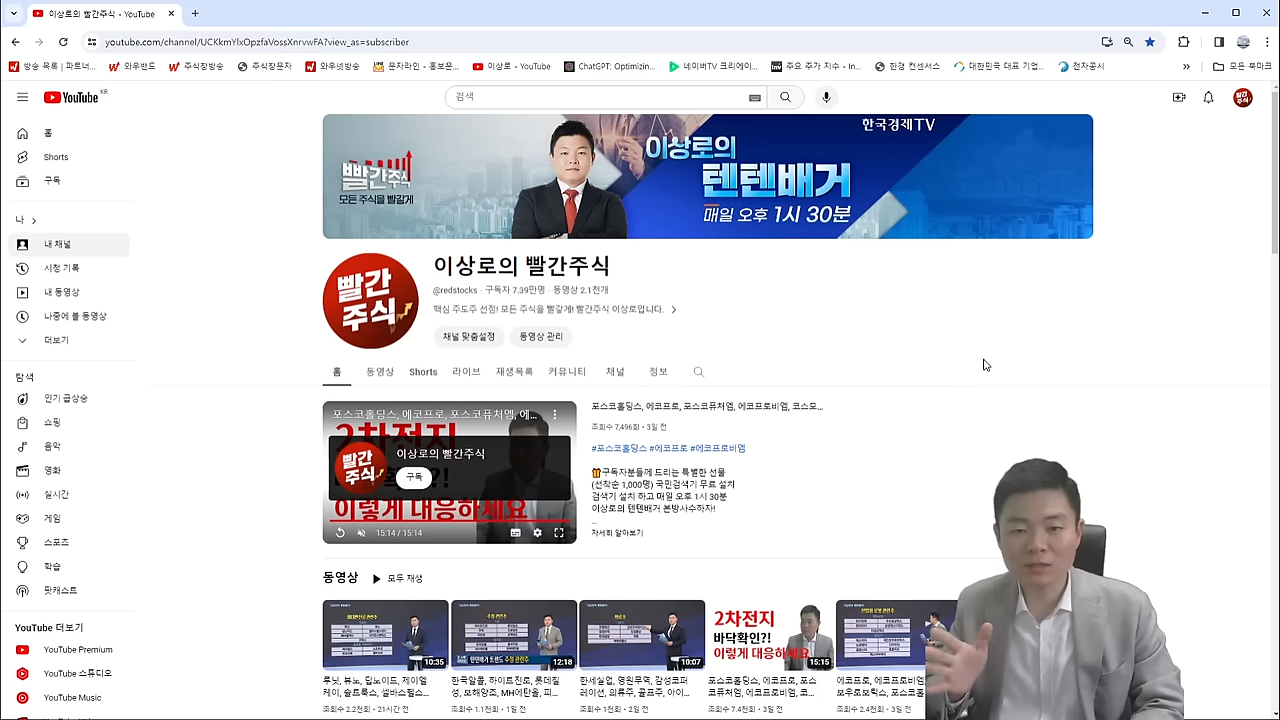 이상로의 빨간주식 - YouTube
youtube.com/channel/UCKkmYlxOpzfaVossXnrvwFA?view_as=subscriber
방송 목록 | 파트너...
와우밴드
주식창방송
주식창문자
와우넷방송
문자라인 - 홈도은...
이상로 - YouTube
ChatGPT: Optimizin...
네이버TV 크리에이...
주요 주가 지수 - In...
한경 컨센서스
대한민국 대표 기업...
전자공시
모든 북마크
YouTube KR
검색
홈
Shorts
구독
나
내 채널
시청 기록
내 동영상
나중에 볼 동영상
더보기
탐색
인기 급상승
쇼핑
음악
영화
실시간
게임
스포츠
학습
팟캐스트
YouTube 더보기
YouTube Premium
YouTube 스튜디오
YouTube Music
빨간주식
모든 주식을 빨갛게
한국경제TV
이상로의
텐텐배거
매일 오후 1시 30분
빨간
주식
이상로의 빨간주식
@redstocks · 구독자 7.39만명 · 동영상 2.1천개
핵심 주도주 선점! 모든 주식을 빨갛게! 빨간주식 이상로입니다.
채널 맞춤설정
동영상 관리
홈
동영상
Shorts
라이브
재생목록
커뮤니티
채널
정보
포스코홀딩스, 에코프로, 포스코퓨처엠, 에...
2차전지
이상로의 빨간주식
구독
이렇게 대응하세요
15:14 / 15:14
포스코홀딩스, 에코프로, 포스코퓨처엠, 에코프로비엠, 코스모...
조회수 7,496회 · 3일 전
#포스코홀딩스 #에코프로 #에코프로비엠
구독자분들께 드리는 특별한 선물
(선착순 1,000명) 국민검색기 무료 설치
검색기 설치 하고 매일 오후 1시 30분
이상로의 텐텐배거 본방사수하자!
...
자세히 알아보기
동영상
모두 재생
10:35
12:18
10:07
2차전지
바닥확인?!
이렇게 대응하세요
15:15
루닛, 뷰노, 딥노이드, 제이엘
케이, 솔트룩스, 셀바스헬스...
조회수 2.2천회 · 21시간 전
한국알콜, 하이트진로, 롯데칠
성, 보해양조, MH에탄올, 피...
조회수 1.1천회 · 1일 전
한세실업, 영원무역, 감성코퍼
레이션, 의류주, 골프주, 아이...
조회수 1천회 · 2일 전
포스코홀딩스, 에코프로, 포스
코퓨처엠, 에코프로비엠, 코...
조회수 7.4천회 · 3일 전
조회수 2.4천회 · 3일 전